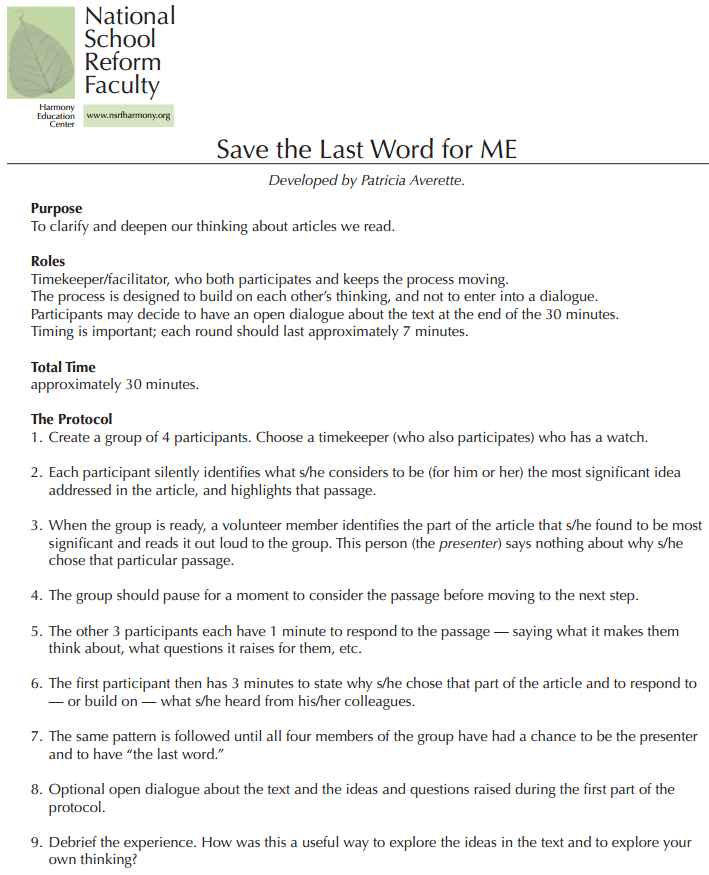 National
School
Reform
Faculty
Harmony
Education
Center
www.nsrfharmony.org
Save the Last Word for ME
Developed by Patricia Averette.
Purpose
To clarify and deepen our thinking about articles we read.
Roles
Timekeeper/facilitator, who both participates and keeps the process moving.
The process is designed to build on each other’s thinking, and not to enter into a dialogue.
Participants may decide to have an open dialogue about the text at the end of the 30 minutes.
Timing is important; each round should last approximately 7 minutes.
Total Time
approximately 30 minutes.
The Protocol
1. Create a group of 4 participants. Choose a timekeeper (who also participates) who has a watch.
2. Each participant silently identifies what s/he considers to be (for him or her) the most significant idea
addressed in the article, and highlights that passage.
3. When the group is ready, a volunteer member identifies the part of the article that s/he found to be most
significant and reads it out loud to the group. This person (the presenter) says nothing about why s/he
chose that particular passage.
4. The group should pause for a moment to consider the passage before moving to the next step.
5. The other 3 participants each have 1 minute to respond to the passage — saying what it makes them
think about, what questions it raises for them, etc.
6. The first participant then has 3 minutes to state why s/he chose that part of the article and to respond to
— or build on — what s/he heard from his/her colleagues.
7. The same pattern is followed until all four members of the group have had a chance to be the presenter
and to have “the last word.”
8. Optional open dialogue about the text and the ideas and questions raised during the first part of the
protocol.
9. Debrief the experience. How was this a useful way to explore the ideas in the text and to explore your
own thinking?